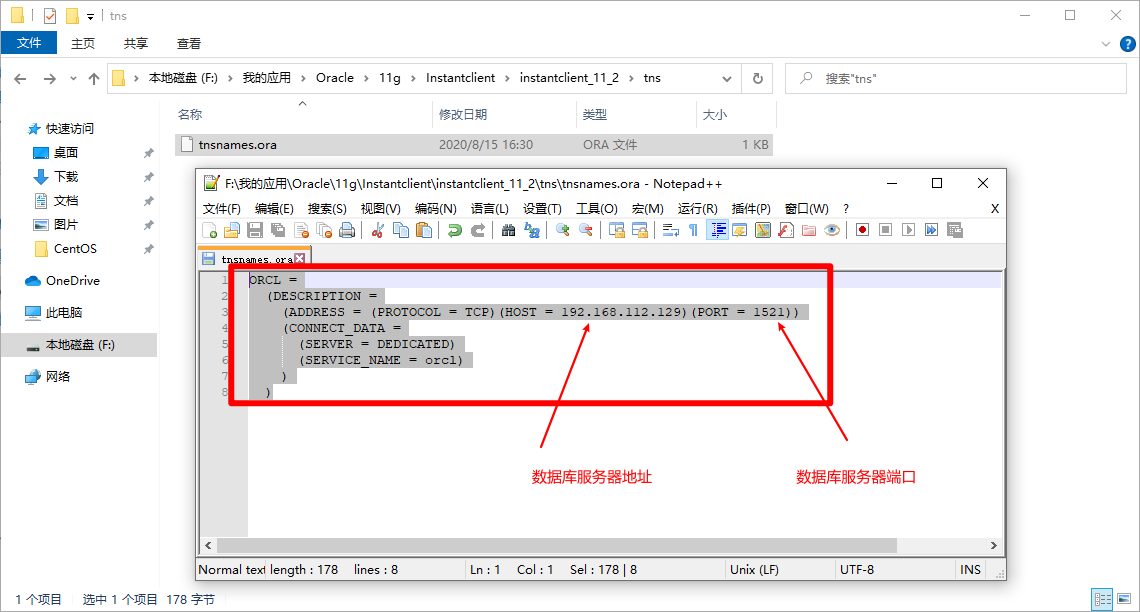 tns
文件 主页 共享 查看
本地磁盘 (F:) 我的应用 Oracle 11g Instantclient instantclient_11_2 tns 搜索"tns"
名称 修改日期 类型 大小
tnsnames.ora 2020/8/15 16:30 ORA 文件 1 KB
快速访问
桌面
下载
文档
图片
CentOS
OneDrive
此电脑
本地磁盘 (F:)
网络
F:\我的应用\Oracle\11g\Instantclient\instantclient_11_2\tns\tnsnames.ora - Notepad++
文件(F) 编辑(E) 搜索(S) 视图(V) 编码(N) 语言(L) 设置(T) 工具(O) 宏(M) 运行(R) 插件(P) 窗口(W) ? X
tnsnames.ora
1 ORCL =
2 (DESCRIPTION =
3 (ADDRESS = (PROTOCOL = TCP)(HOST = 192.168.112.129)(PORT = 1521))
4 (CONNECT_DATA =
5 (SERVER = DEDICATED)
6 (SERVICE_NAME = orcl)
7 )
8 )
数据库服务器地址 数据库服务器端口
Normal text length : 178 lines : 8 Ln : 1 Col : 1 Sel : 178 | 8 Unix (LF) UTF-8 INS
1 个项目 选中 1 个项目 178 字节